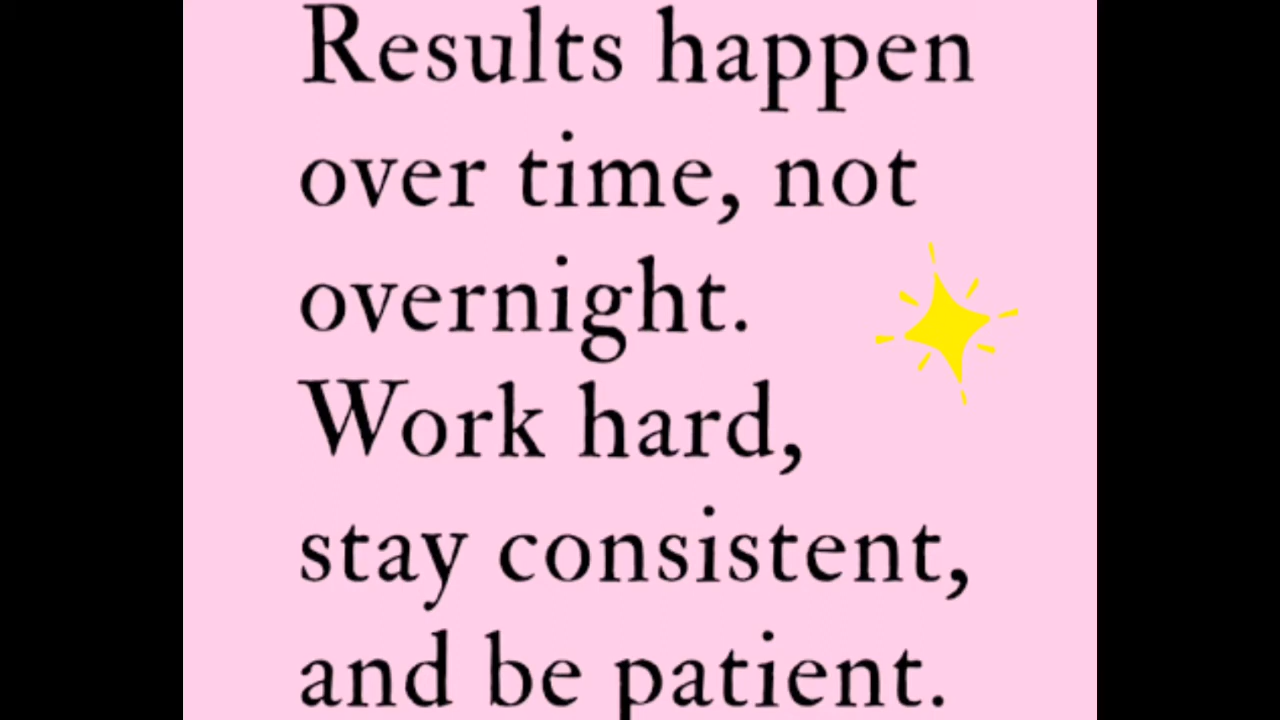 Results happen
over time, not
overnight.
Work hard,
stay consistent,
and be patient.